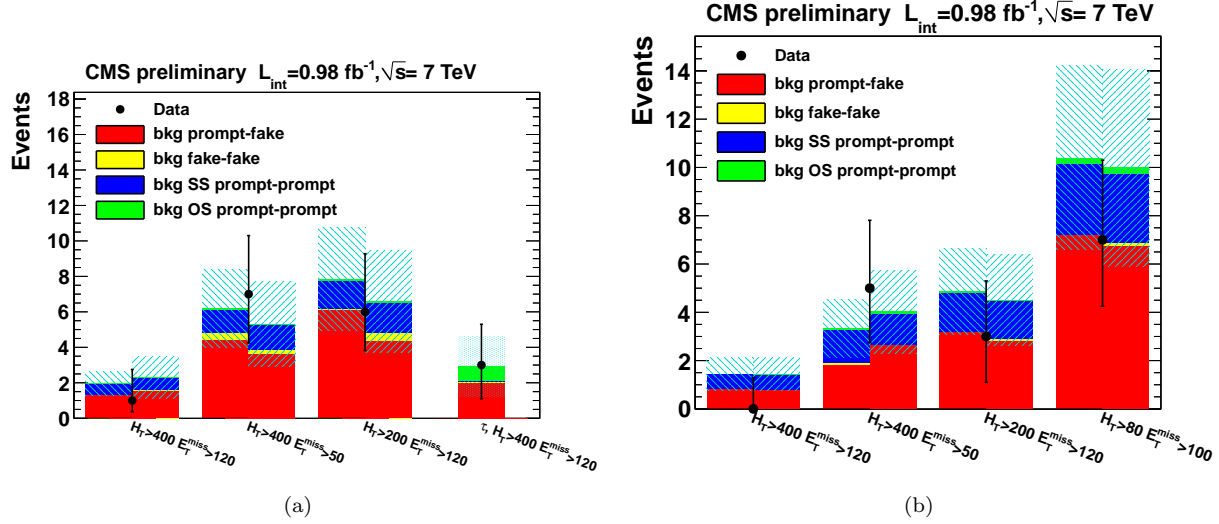 CMS preliminary L_int=0.98 fb⁻¹,√s= 7 TeV
Events
18
16
14
12
10
8
6
4
2
0
Data
bkg prompt-fake
bkg fake-fake
bkg SS prompt-prompt
bkg OS prompt-prompt
H_T>400 E_T^miss>120
H_T>400 E_T^miss>50
H_T>200 E_T^miss>120
τ, H_T>400 E_T^miss>120
(a)
CMS preliminary L_int=0.98 fb⁻¹,√s= 7 TeV
Events
14
12
10
8
6
4
2
0
Data
bkg prompt-fake
bkg fake-fake
bkg SS prompt-prompt
bkg OS prompt-prompt
H_T>400 E_T^miss>120
H_T>400 E_T^miss>50
H_T>200 E_T^miss>120
H_T>80 E_T^miss>100
(b)